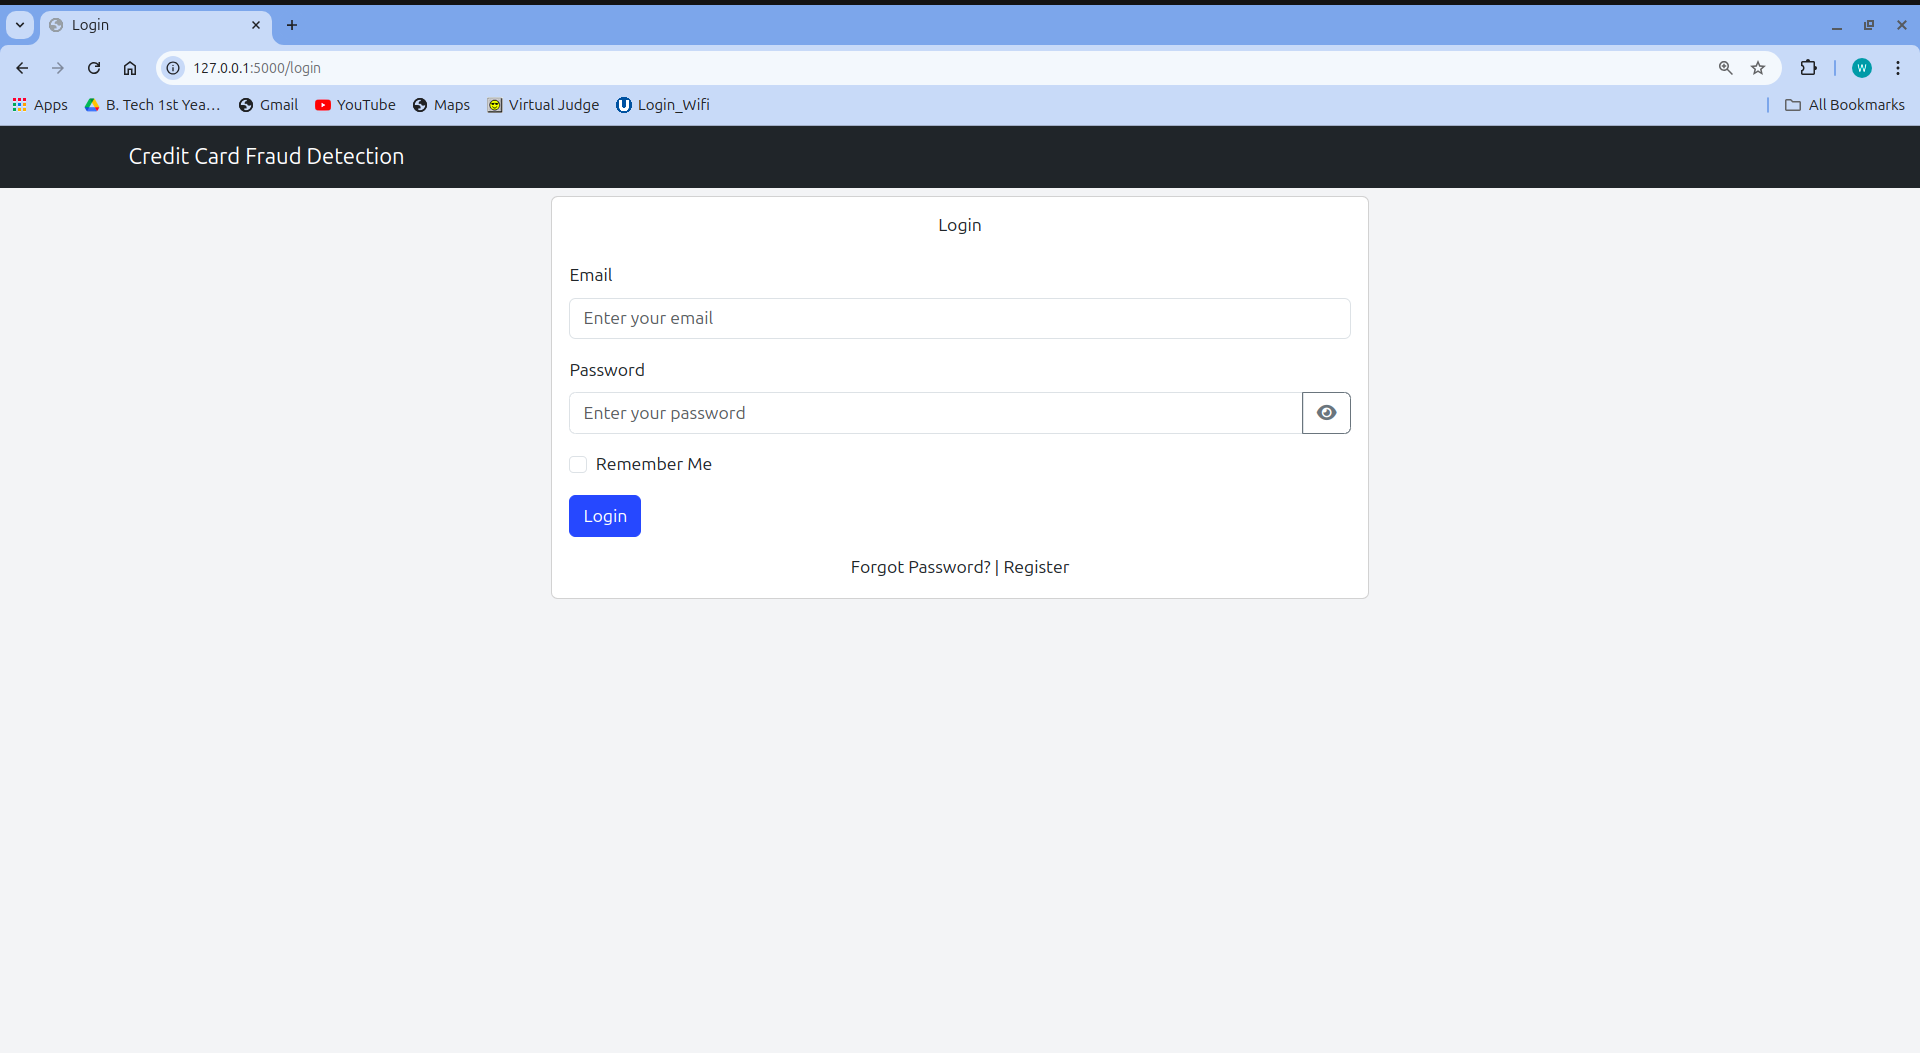 Login
127.0.0.1:5000/login
W
Apps B. Tech 1st Yea... Gmail YouTube Maps Virtual Judge Login_Wifi All Bookmarks
Credit Card Fraud Detection
Login
Email
Enter your email
Password
Enter your password
Remember Me
Login
Forgot Password? | Register